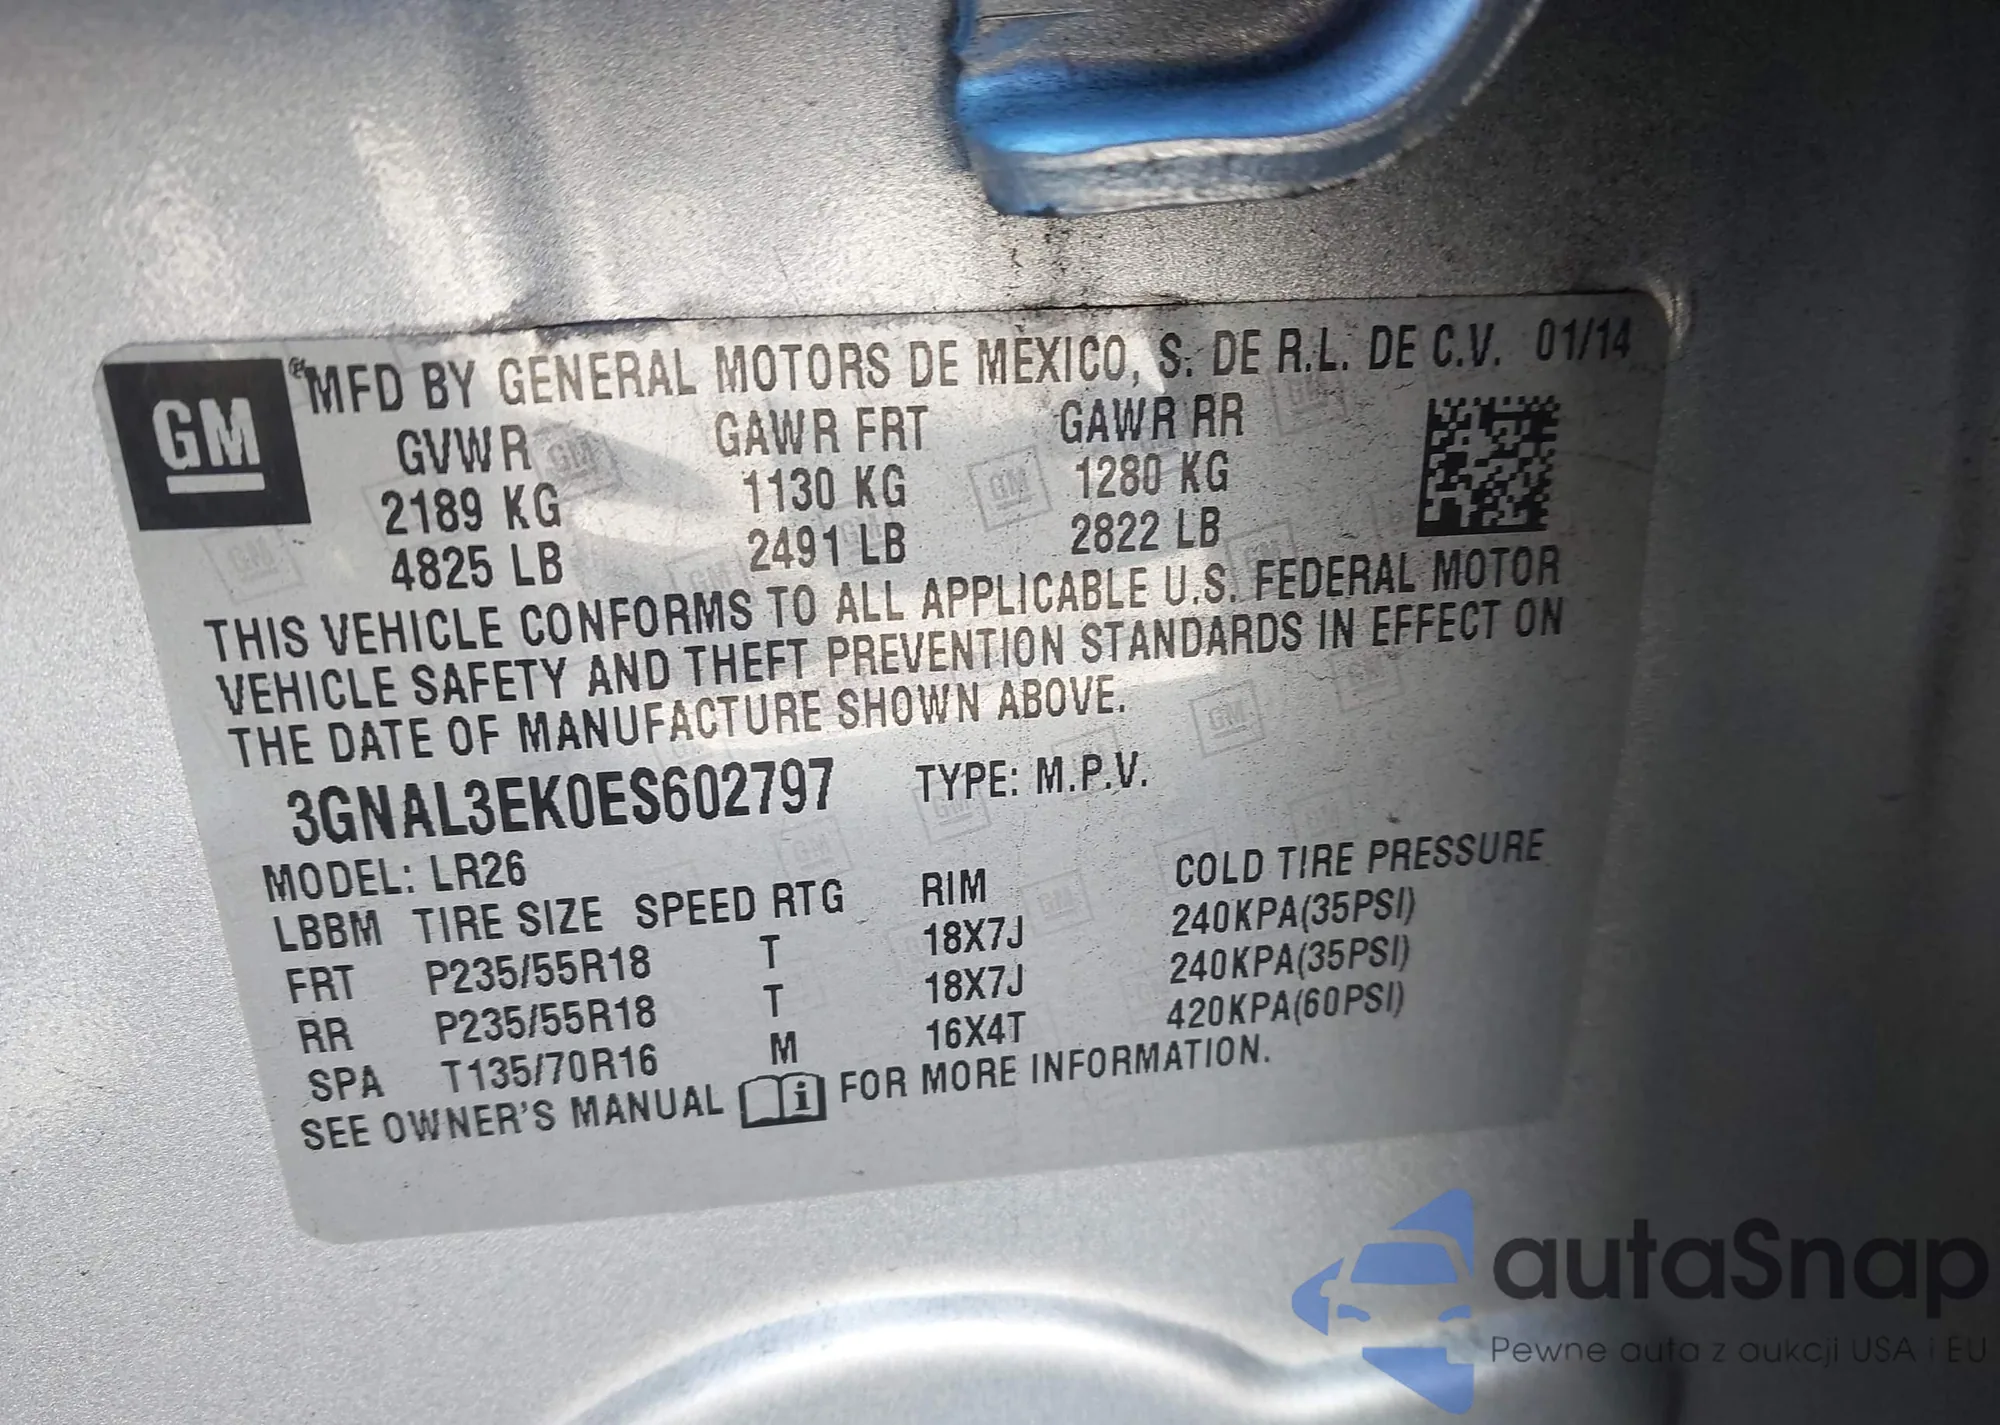 GM
MFD BY GENERAL MOTORS DE MÉXICO, S. DE R.L. DE C.V. 01/14
GVWR GAWR FRT GAWR RR
2189 KG 1130 KG 1280 KG
4825 LB 2491 LB 2822 LB
THIS VEHICLE CONFORMS TO ALL APPLICABLE U.S. FEDERAL MOTOR
VEHICLE SAFETY AND THEFT PREVENTION STANDARDS IN EFFECT ON
THE DATE OF MANUFACTURE SHOWN ABOVE.
3GNAL3EK0ES602797 TYPE: M.P.V.
MODEL: LR26
LBBM TIRE SIZE SPEED RTG RIM COLD TIRE PRESSURE
FRT P235/55R18 T 18X7J 240KPA(35PSI)
RR P235/55R18 T 18X7J 240KPA(35PSI)
SPA T135/70R16 M 16X4T 420KPA(60PSI)
SEE OWNER'S MANUAL FOR MORE INFORMATION.
autaSnap
Pewne auta z aukcji USA i EU